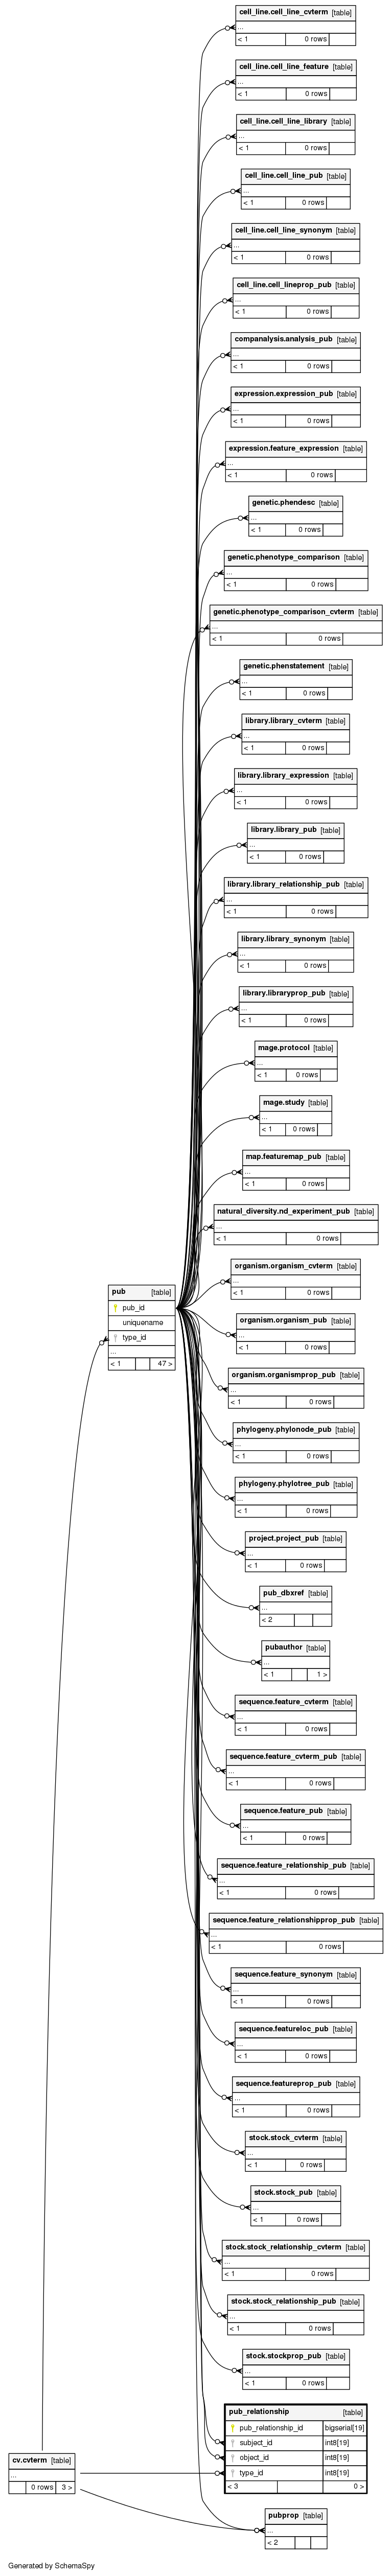 cell_line.cell_line_cvterm [table]
...
< 1 0 rows
cell_line.cell_line_feature [table]
...
< 1 0 rows
cell_line.cell_line_library [table]
...
< 1 0 rows
cell_line.cell_line_pub [table]
...
< 1 0 rows
cell_line.cell_line_synonym [table]
...
< 1 0 rows
cell_line.cell_lineprop_pub [table]
...
< 1 0 rows
companalysis.analysis_pub [table]
...
< 1 0 rows
expression.expression_pub [table]
...
< 1 0 rows
expression.feature_expression [table]
...
< 1 0 rows
genetic.phendesc [table]
...
< 1 0 rows
genetic.phenotype_comparison [table]
...
< 1 0 rows
genetic.phenotype_comparison_cvterm [table]
...
< 1 0 rows
genetic.phenstatement [table]
...
< 1 0 rows
library.library_cvterm [table]
...
< 1 0 rows
library.library_expression [table]
...
< 1 0 rows
library.library_pub [table]
...
< 1 0 rows
library.library_relationship_pub [table]
...
< 1 0 rows
library.library_synonym [table]
...
< 1 0 rows
library.libraryprop_pub [table]
...
< 1 0 rows
mage.protocol [table]
...
< 1 0 rows
mage.study [table]
...
< 1 0 rows
map.featuremap_pub [table]
...
< 1 0 rows
natural_diversity.nd_experiment_pub [table]
...
< 1 0 rows
organism.organism_cvterm [table]
...
< 1 0 rows
pub [table]
pub_id
uniquename
type_id
...
< 1 47 >
organism.organism_pub [table]
...
< 1 0 rows
organism.organismprop_pub [table]
...
< 1 0 rows
phylogeny.phylonode_pub [table]
...
< 1 0 rows
phylogeny.phylotree_pub [table]
...
< 1 0 rows
project.project_pub [table]
...
< 1 0 rows
pub_dbxref [table]
...
< 2
pubauthor [table]
...
< 1 1 >
sequence.feature_cvterm [table]
...
< 1 0 rows
sequence.feature_cvterm_pub [table]
...
< 1 0 rows
sequence.feature_pub [table]
...
< 1 0 rows
sequence.feature_relationship_pub [table]
...
< 1 0 rows
sequence.feature_relationshipprop_pub [table]
...
< 1 0 rows
sequence.feature_synonym [table]
...
< 1 0 rows
sequence.featureloc_pub [table]
...
< 1 0 rows
sequence.featureprop_pub [table]
...
< 1 0 rows
stock.stock_cvterm [table]
...
< 1 0 rows
stock.stock_pub [table]
...
< 1 0 rows
stock.stock_relationship_cvterm [table]
...
< 1 0 rows
stock.stock_relationship_pub [table]
...
< 1 0 rows
stock.stockprop_pub [table]
...
< 1 0 rows
pub_relationship [table]
pub_relationship_id bigserial[19]
subject_id int8[19]
object_id int8[19]
type_id int8[19]
< 3 0 >
cv.cvterm [table]
...
0 rows 3 >
pubprop [table]
...
< 2
Generated by SchemaSpy